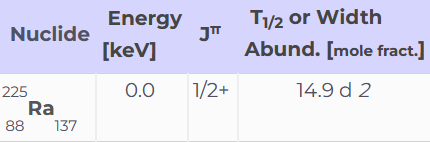 Nuclide Energy [keV] Jπ T1/2 or Width Abund. [mole fract.]
225
Ra
88 137 0.0 1/2+ 14.9 d 2